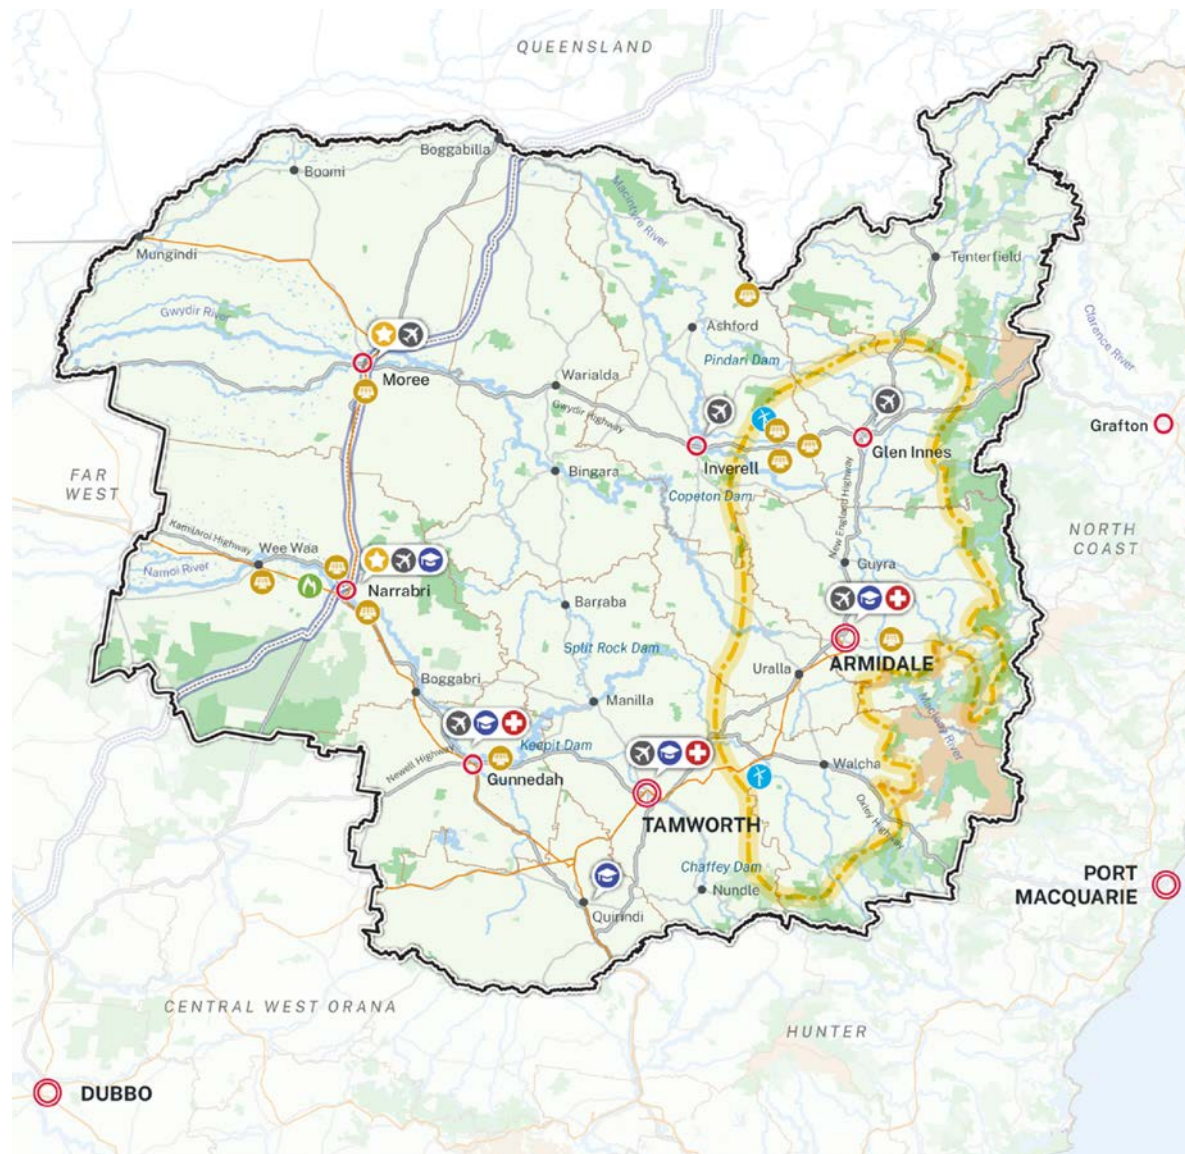 QUEENSLAND
Boggabilla
Boomi
Macintyre River
Mungindi
Tenterfield
Gwydir River
Ashford
Clarence River
Pindari Dam
Moree
Warialda
Gwydir Highway
Grafton
Glen Innes
Inverell
Bingara
FAR
WEST
Copeton Dam
New England Highway
Kamilaroi Highway
NORTH
COAST
Wee Waa
Guyra
Namoi River
Narrabri
Barraba
Split Rock Dam
ARMIDALE
Uralla
Boggabri
Manilla
Macleay River
Keepit Dam
Newell Highway
Gunnedah
Walcha
TAMWORTH
Oxley Highway
Chaffey Dam
Nundle
PORT
MACQUARIE
Quirindi
CENTRAL WEST ORANA
HUNTER
DUBBO